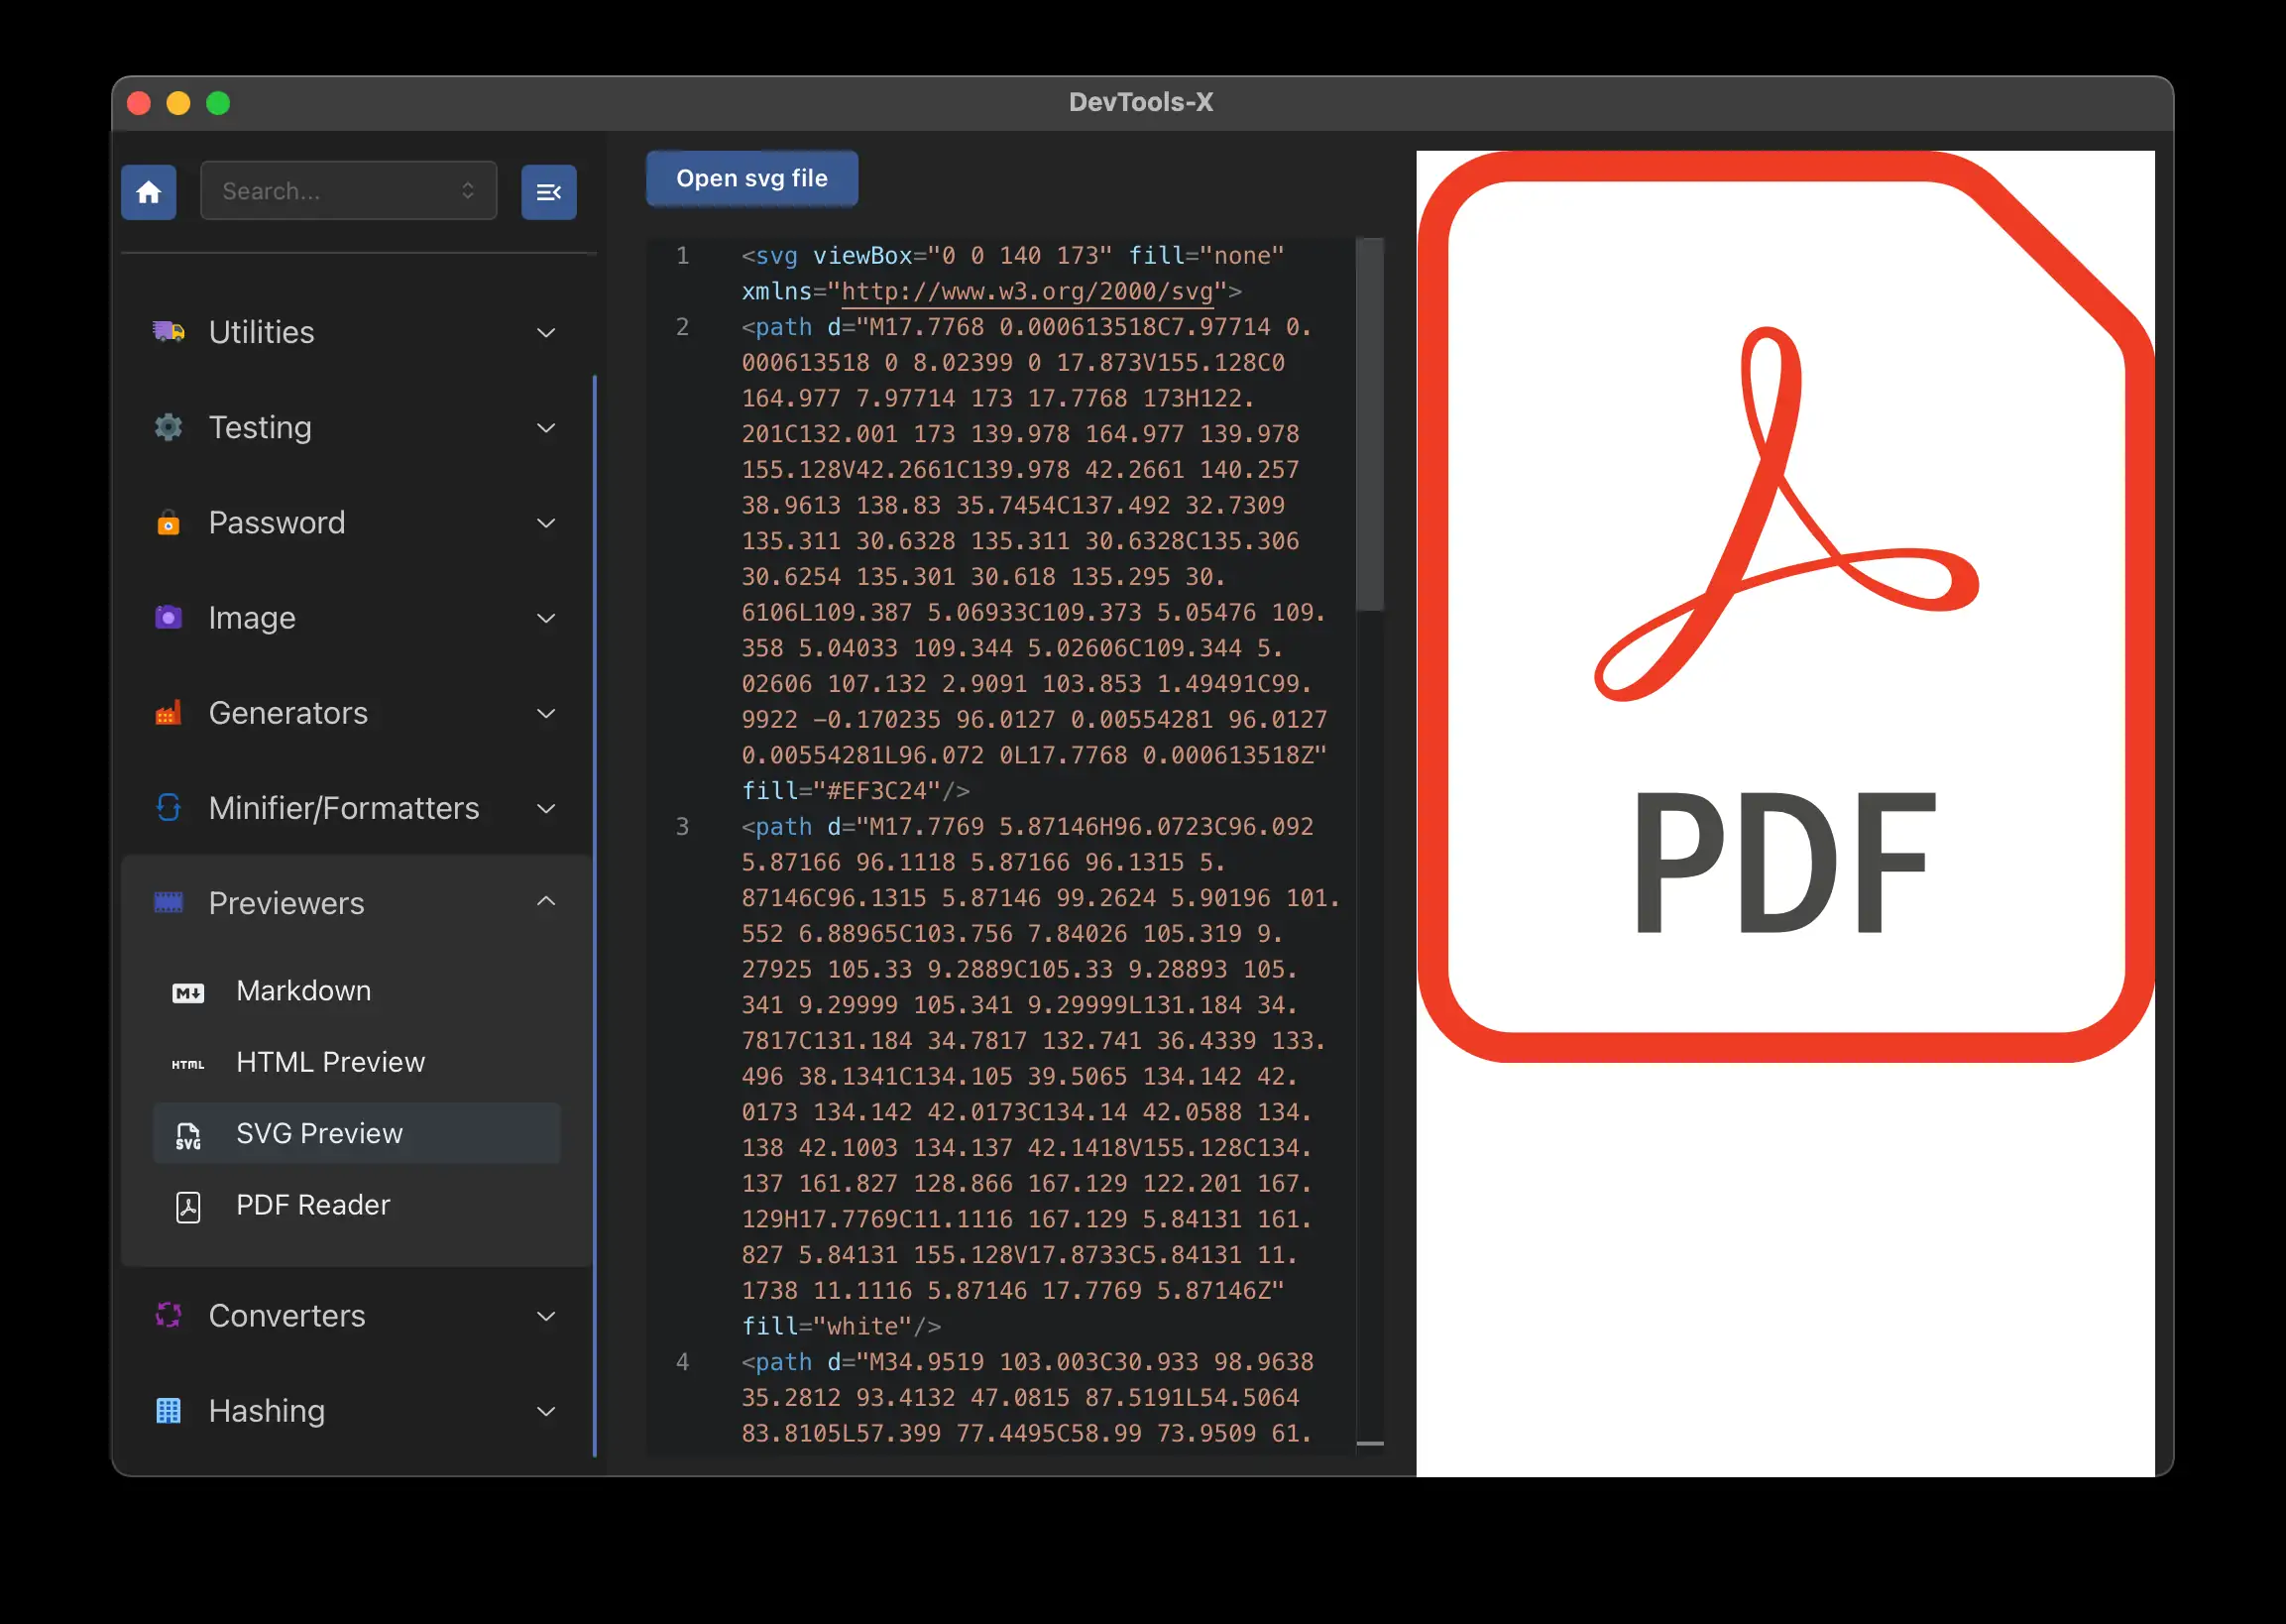 DevTools-X
Search...
Utilities
Testing
Password
Image
Generators
Minifier/Formatters
Previewers
M↓ Markdown
HTML HTML Preview
SVG SVG Preview
PDF Reader
Converters
Hashing
Open svg file
1 <svg viewBox="0 0 140 173" fill="none"
xmlns="http://www.w3.org/2000/svg">
2 <path d="M17.7768 0.000613518C7.97714 0.
000613518 0 8.02399 0 17.873V155.128C0
164.977 7.97714 173 17.7768 173H122.
201C132.001 173 139.978 164.977 139.978
155.128V42.2661C139.978 42.2661 140.257
38.9613 138.83 35.7454C137.492 32.7309
135.311 30.6328 135.311 30.6328C135.306
30.6254 135.301 30.618 135.295 30.
6106L109.387 5.06933C109.373 5.05476 109.
358 5.04033 109.344 5.02606C109.344 5.
02606 107.132 2.9091 103.853 1.49491C99.
9922 −0.170235 96.0127 0.00554281 96.0127
0.00554281L96.072 0L17.7768 0.000613518Z"
fill="#EF3C24"/>
3 <path d="M17.7769 5.87146H96.0723C96.092
5.87166 96.1118 5.87166 96.1315 5.
87146C96.1315 5.87146 99.2624 5.90196 101.
552 6.88965C103.756 7.84026 105.319 9.
27925 105.33 9.2889C105.33 9.28893 105.
341 9.29999 105.341 9.29999L131.184 34.
7817C131.184 34.7817 132.741 36.4339 133.
496 38.1341C134.105 39.5065 134.142 42.
0173 134.142 42.0173C134.14 42.0588 134.
138 42.1003 134.137 42.1418V155.128C134.
137 161.827 128.866 167.129 122.201 167.
129H17.7769C11.1116 167.129 5.84131 161.
827 5.84131 155.128V17.8733C5.84131 11.
1738 11.1116 5.87146 17.7769 5.87146Z"
fill="white"/>
4 <path d="M34.9519 103.003C30.933 98.9638
35.2812 93.4132 47.0815 87.5191L54.5064
83.8105L57.399 77.4495C58.99 73.9509 61.
PDF